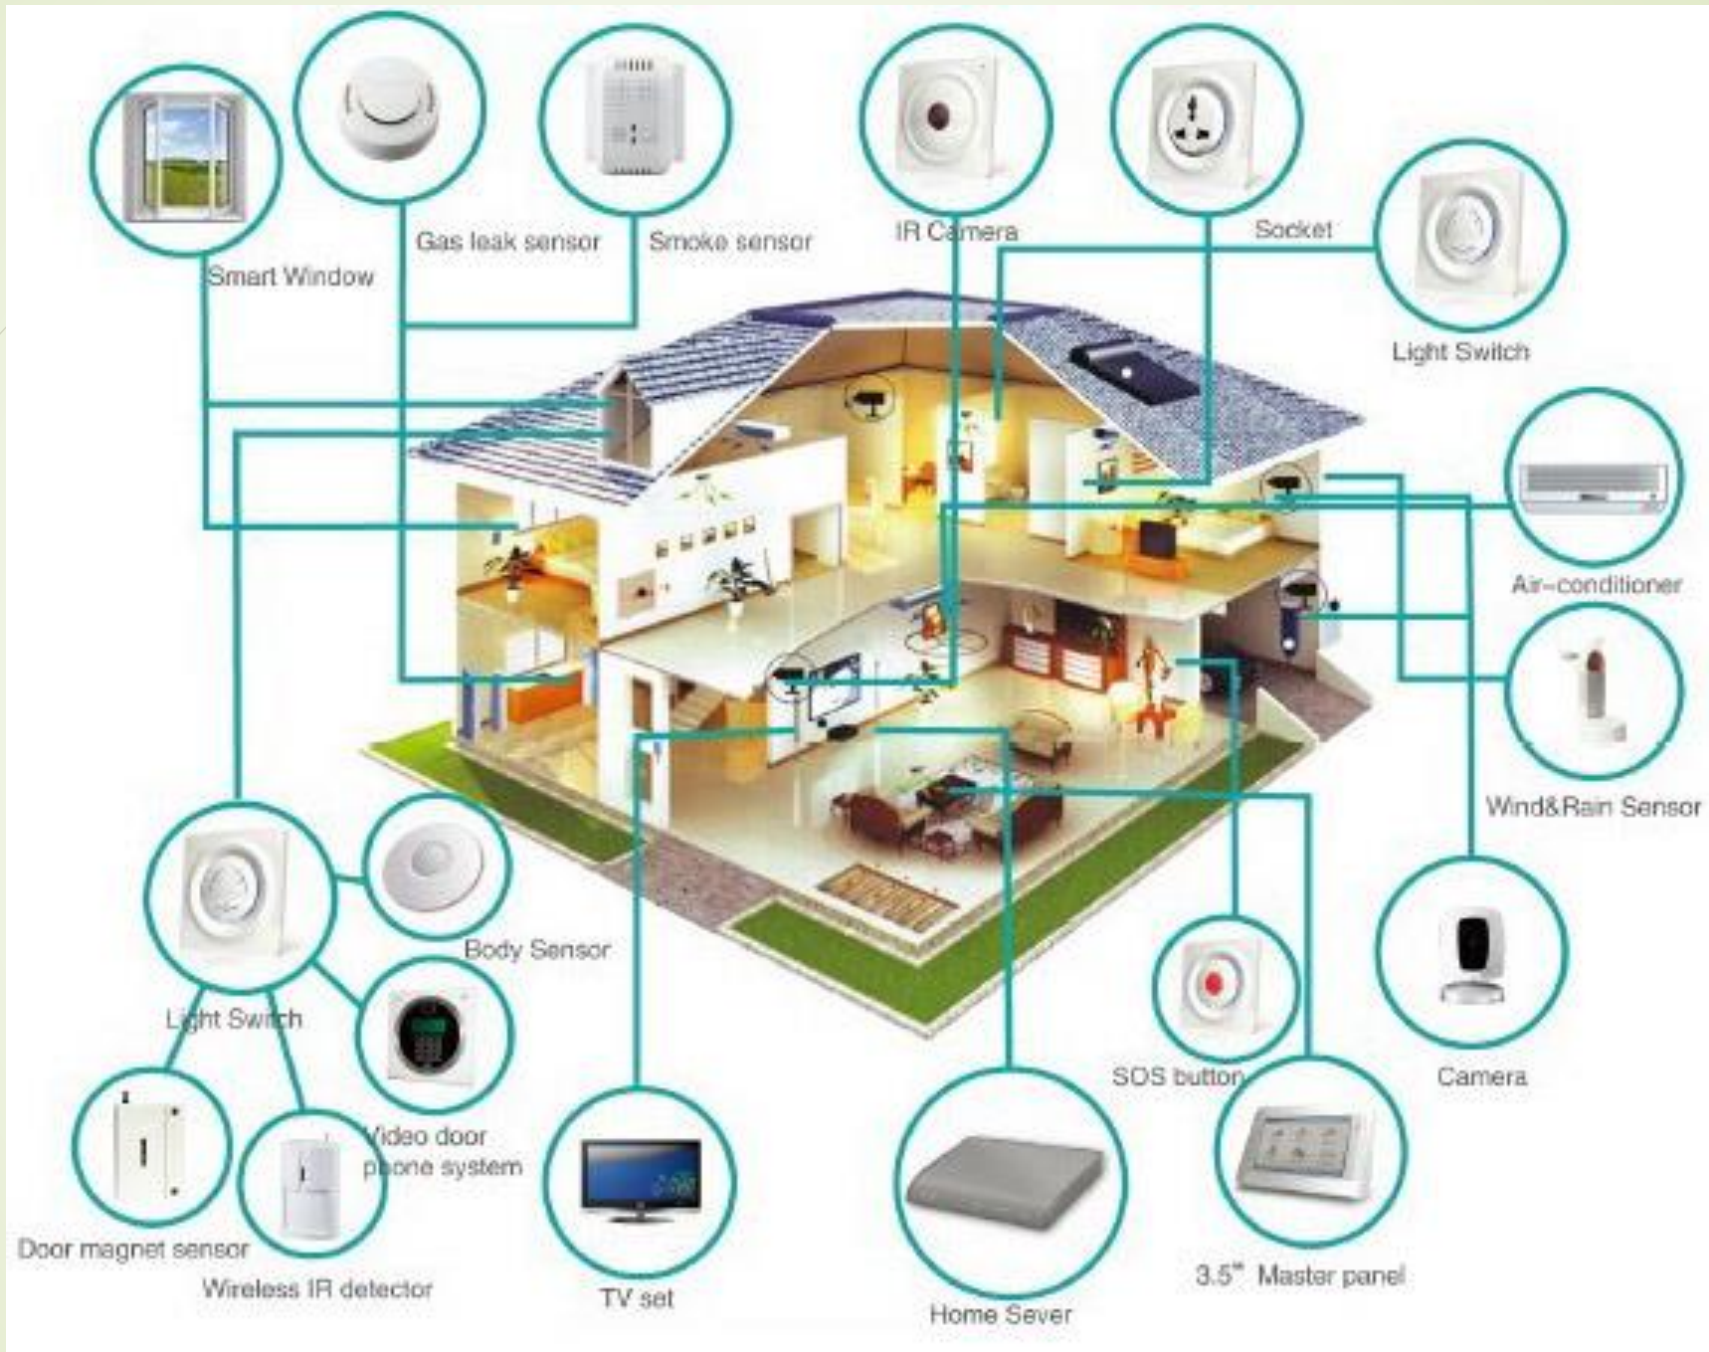 Gas leak sensor
Smoke sensor
IR Camera
Socket
Smart Window
Light Switch
Air-conditioner
Wind&Rain Sensor
Body Sensor
Light Switch
SOS button
Camera
Video door
phone system
Door magnet sensor
Wireless IR detector
TV set
Home Sever
3.5" Master panel